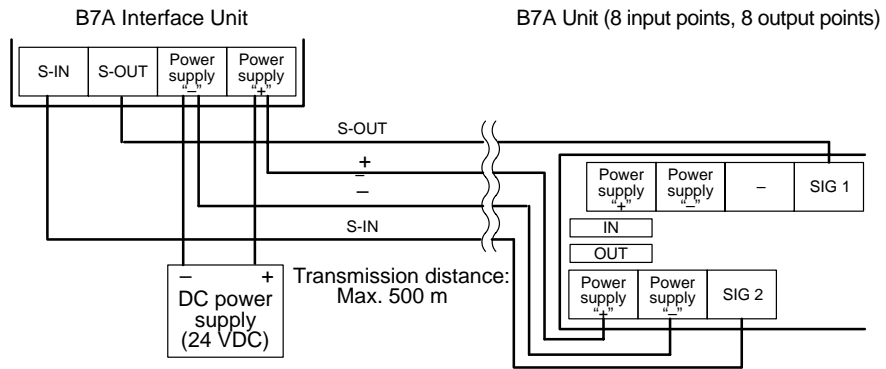 B7A Interface Unit
B7A Unit (8 input points, 8 output points)
S-IN
S-OUT
Power
supply
“–”
Power
supply
“+”
S-OUT
+
–
–
S-IN
Power
supply
“+”
Power
supply
“–”
–
SIG 1
IN
OUT
Power
supply
“+”
Power
supply
“–”
SIG 2
– +
DC power
supply
(24 VDC)
Transmission distance:
Max. 500 m